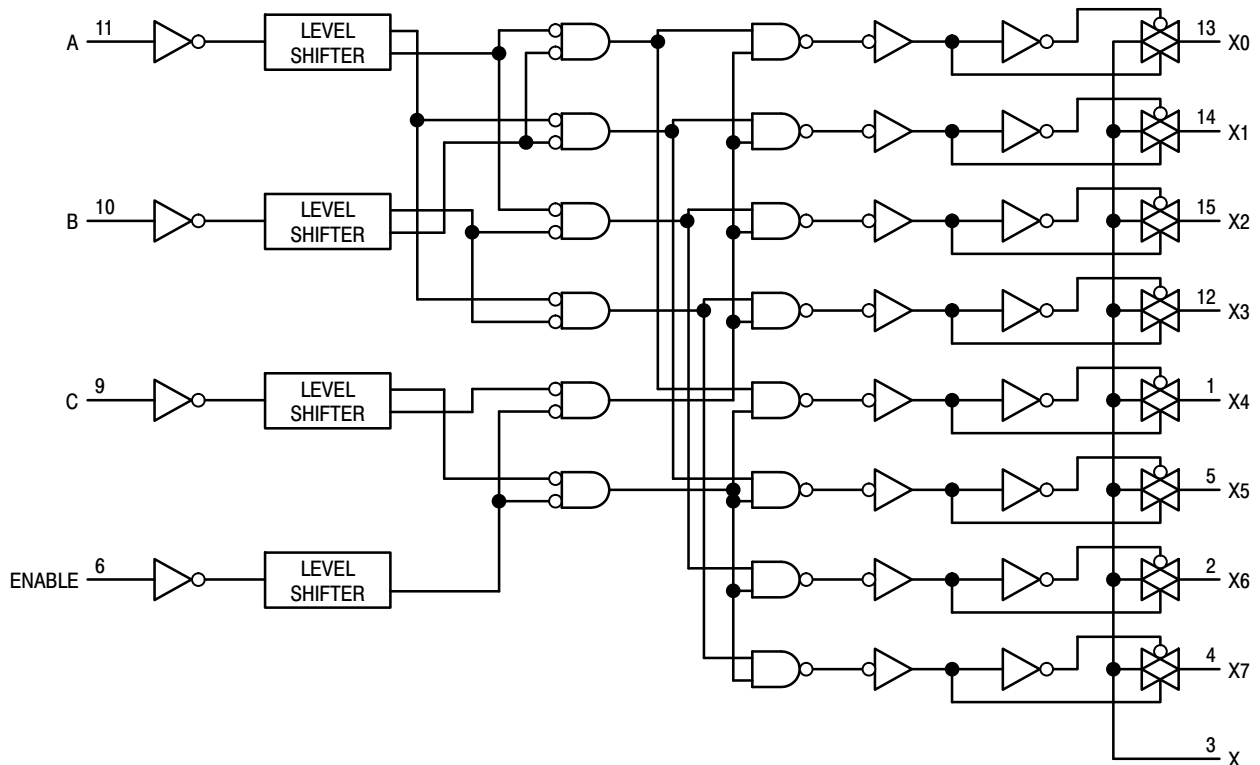 A 11 LEVEL SHIFTER 13 X0
14 X1
B 10 LEVEL SHIFTER 15 X2
12 X3
C 9 LEVEL SHIFTER 1 X4
5 X5
ENABLE 6 LEVEL SHIFTER 2 X6
4 X7
3 X